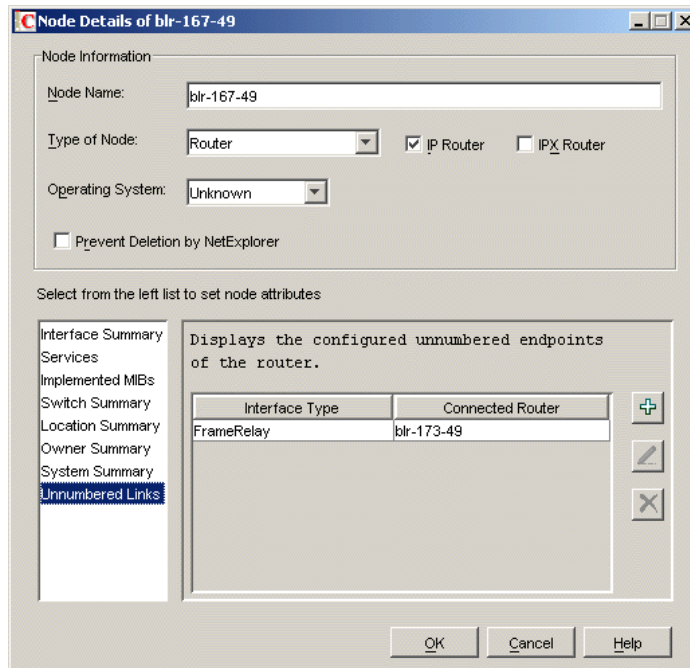 Node Details of blr-167-49
Node Information
Node Name:
blr-167-49
Type of Node:
Router
IP Router
IPX Router
Operating System:
Unknown
Prevent Deletion by NetExplorer
Select from the left list to set node attributes
Interface Summary
Services
Implemented MIBs
Switch Summary
Location Summary
Owner Summary
System Summary
Unnumbered Links
Displays the configured unnumbered endpoints
of the router.
Interface Type Connected Router
FrameRelay blr-173-49
OK Cancel Help